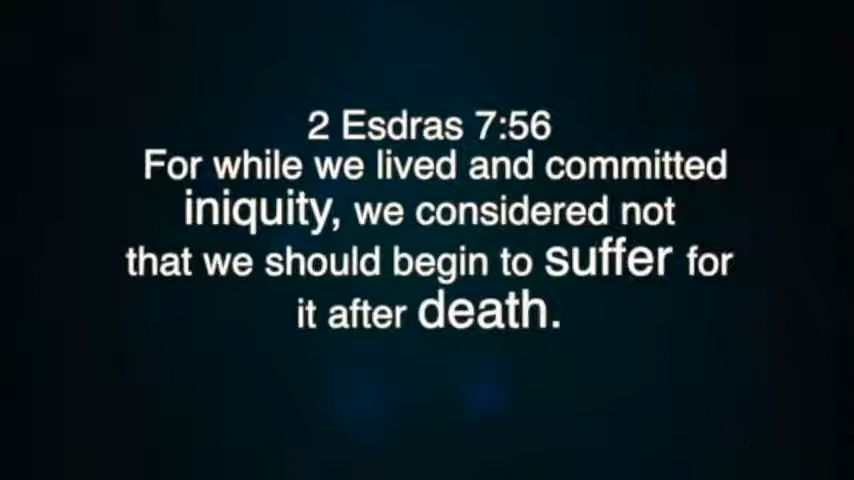 2 Esdras 7:56
For while we lived and committed
iniquity, we considered not
that we should begin to suffer for
it after death.